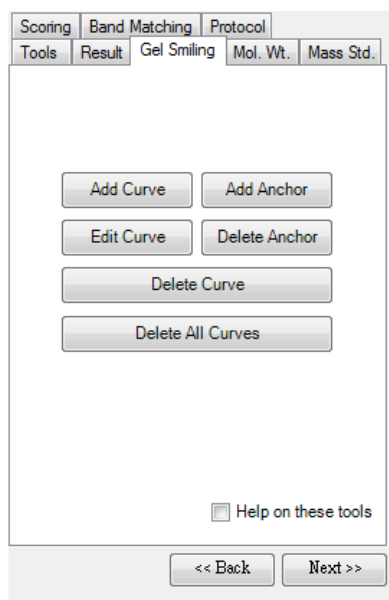 Scoring Band Matching Protocol
Tools Result Gel Smiling Mol. Wt. Mass Std.
Add Curve Add Anchor
Edit Curve Delete Anchor
Delete Curve
Delete All Curves
Help on these tools
<< Back Next >>